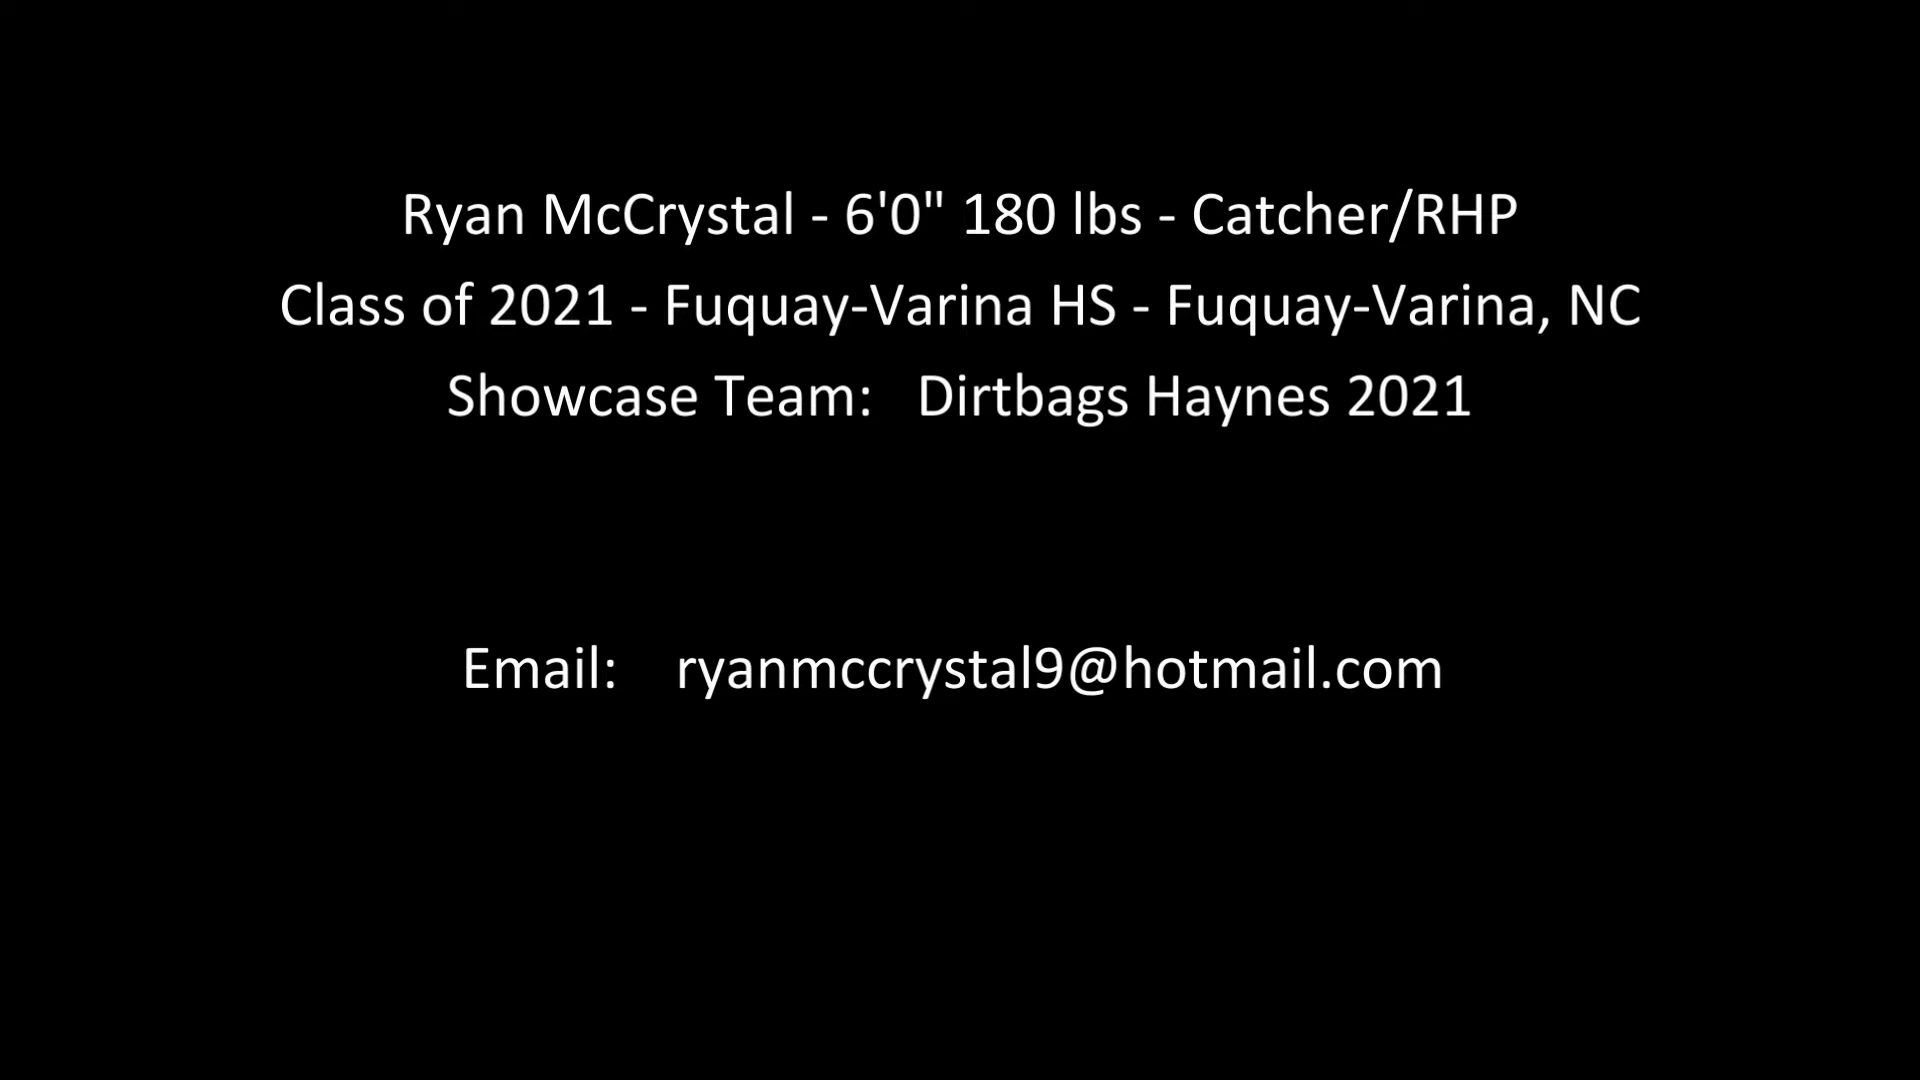 Ryan McCrystal - 6'0" 180 lbs - Catcher/RHP
Class of 2021 - Fuquay-Varina HS - Fuquay-Varina, NC
Showcase Team:   Dirtbags Haynes 2021
Email:    ryanmccrystal9@hotmail.com